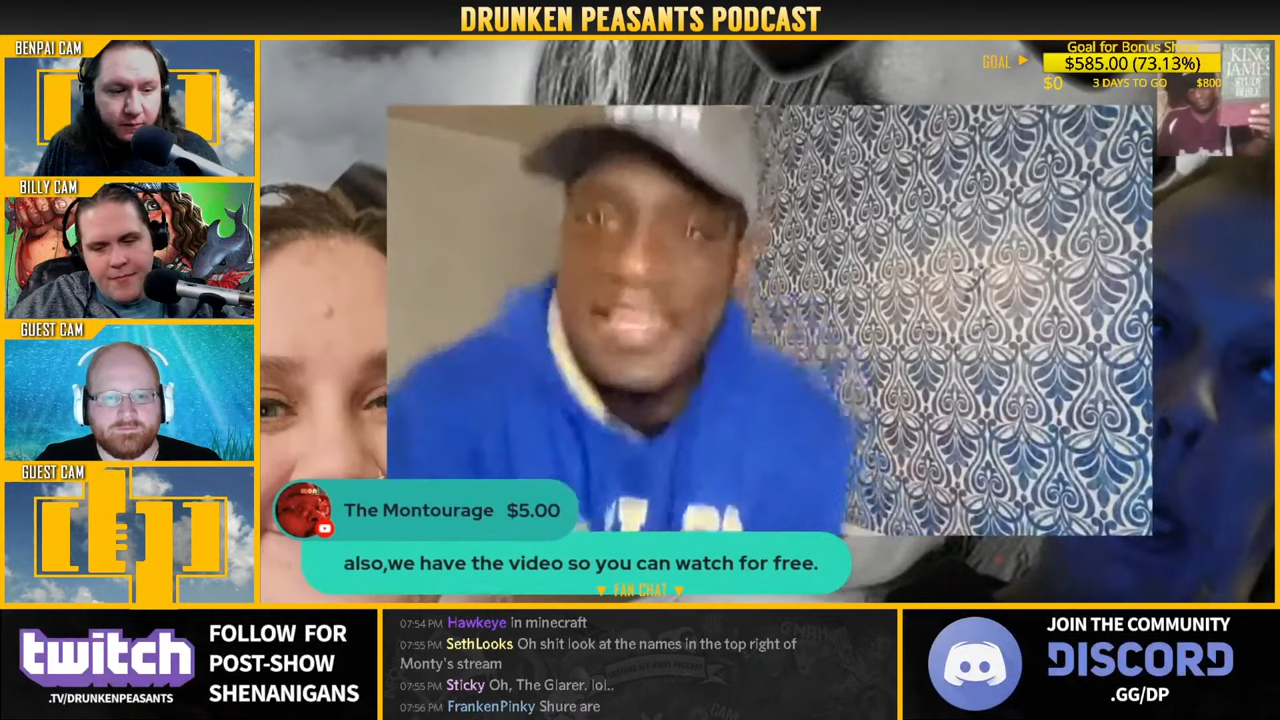 DRUNKEN PEASANTS PODCAST
BENPAI CAM
BILLY CAM
GUEST CAM
GUEST CAM
GOAL
Goal for Bonus Show
$585.00 (73.13%)
$0 3 DAYS TO GO $800
KING
JAMES
STUDY
BIBLE
The Montourage $5.00
also,we have the video so you can watch for free.
FAN CHAT
twitch
.TV/DRUNKENPEASANTS
FOLLOW FOR
POST-SHOW
SHENANIGANS
07:54 PM Hawkeye in minecraft
07:55 PM SethLooks Oh shit look at the names in the top right of
Monty's stream
07:55 PM Sticky Oh, The Glarer. lol..
07:56 PM FrankenPinky Shure are
JOIN THE COMMUNITY
DISCORD
.GG/DP